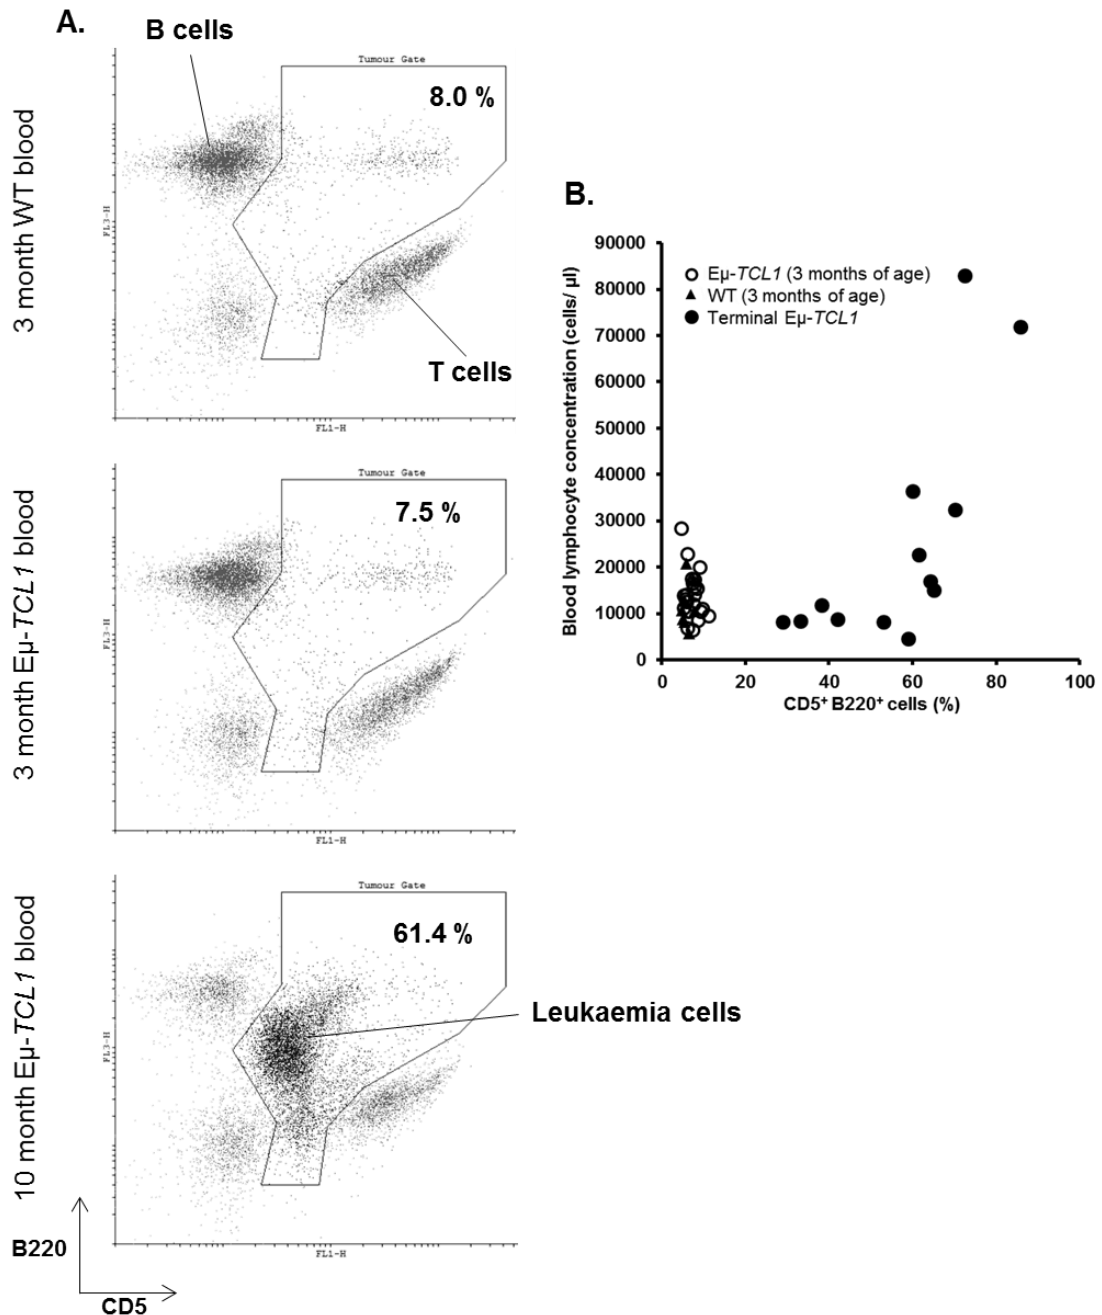 A.
B cells
3 month WT blood
Tumour Gate
8.0 %
FL3-H
T cells
FL1-H
3 month Eμ-TCL1 blood
Tumour Gate
7.5 %
FL3-H
FL1-H
10 month Eμ-TCL1 blood
Tumour Gate
61.4 %
Leukaemia cells
FL3-H
FL1-H
B220
CD5
B.
Blood lymphocyte concentration (cells/ μl)
90000
80000
70000
60000
50000
40000
30000
20000
10000
0
Eμ-TCL1 (3 months of age)
WT (3 months of age)
Terminal Eμ-TCL1
0 20 40 60 80 100
CD5⁺ B220⁺ cells (%)